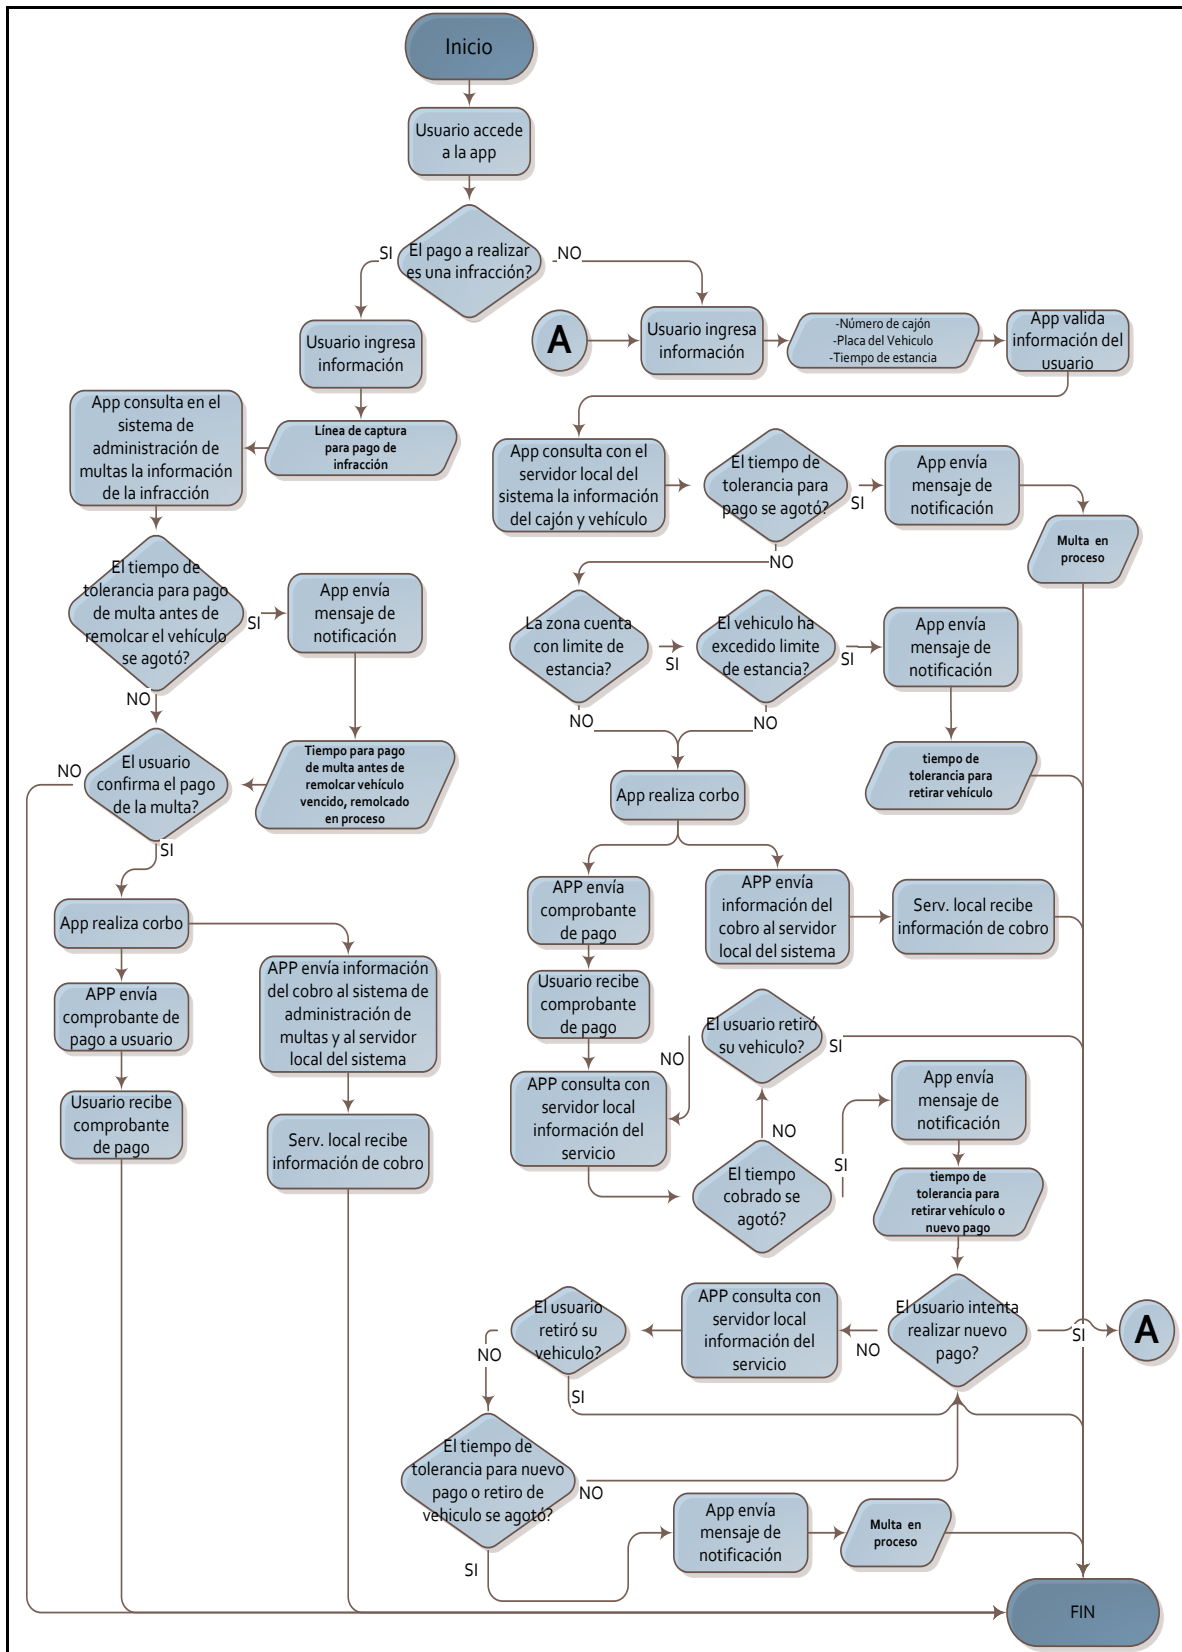 Inicio
Usuario accede
a la app
El pago a realizar
es una infracción?
SI
NO
Usuario ingresa
información
A
Usuario ingresa
información
-Número de cajón
-Placa del Vehiculo
-Tiempo de estancia
App valida
información del
usuario
App consulta en el
sistema de
administración de
multas la información
de la infracción
Línea de captura
para pago de
infracción
App consulta con el
servidor local del
sistema la información
del cajón y vehículo
El tiempo de
tolerancia para
pago se agotó?
SI
NO
App envía
mensaje de
notificación
Multa en
proceso
El tiempo de
tolerancia para pago
de multa antes de
remolcar el vehículo
se agotó?
SI
NO
App envía
mensaje de
notificación
La zona cuenta
con limite de
estancia?
SI
NO
El vehiculo ha
excedido limite
de estancia?
SI
NO
App envía
mensaje de
notificación
tiempo de
tolerancia para
retirar vehículo
El usuario
confirma el pago
de la multa?
NO
SI
Tiempo para pago
de multa antes de
remolcar vehículo
vencido, remolcado
en proceso
App realiza corbo
App realiza corbo
APP envía
comprobante
de pago
APP envía
información del
cobro al servidor
local del sistema
Serv. local recibe
información de cobro
APP envía
comprobante de
pago a usuario
APP envía información
del cobro al sistema de
administración de
multas y al servidor
local del sistema
Usuario recibe
comprobante
de pago
El usuario retiró
su vehiculo?
NO
SI
Usuario recibe
comprobante
de pago
Serv. local recibe
información de cobro
APP consulta con
servidor local
información del
servicio
El tiempo
cobrado se
agotó?
NO
SI
App envía
mensaje de
notificación
tiempo de
tolerancia para
retirar vehículo o
nuevo pago
El usuario intenta
realizar nuevo
pago?
SI
NO
A
APP consulta con
servidor local
información del
servicio
El usuario
retiró su
vehiculo?
NO
SI
El tiempo de
tolerancia para nuevo
pago o retiro de
vehiculo se agotó?
NO
SI
App envía
mensaje de
notificación
Multa en
proceso
FIN